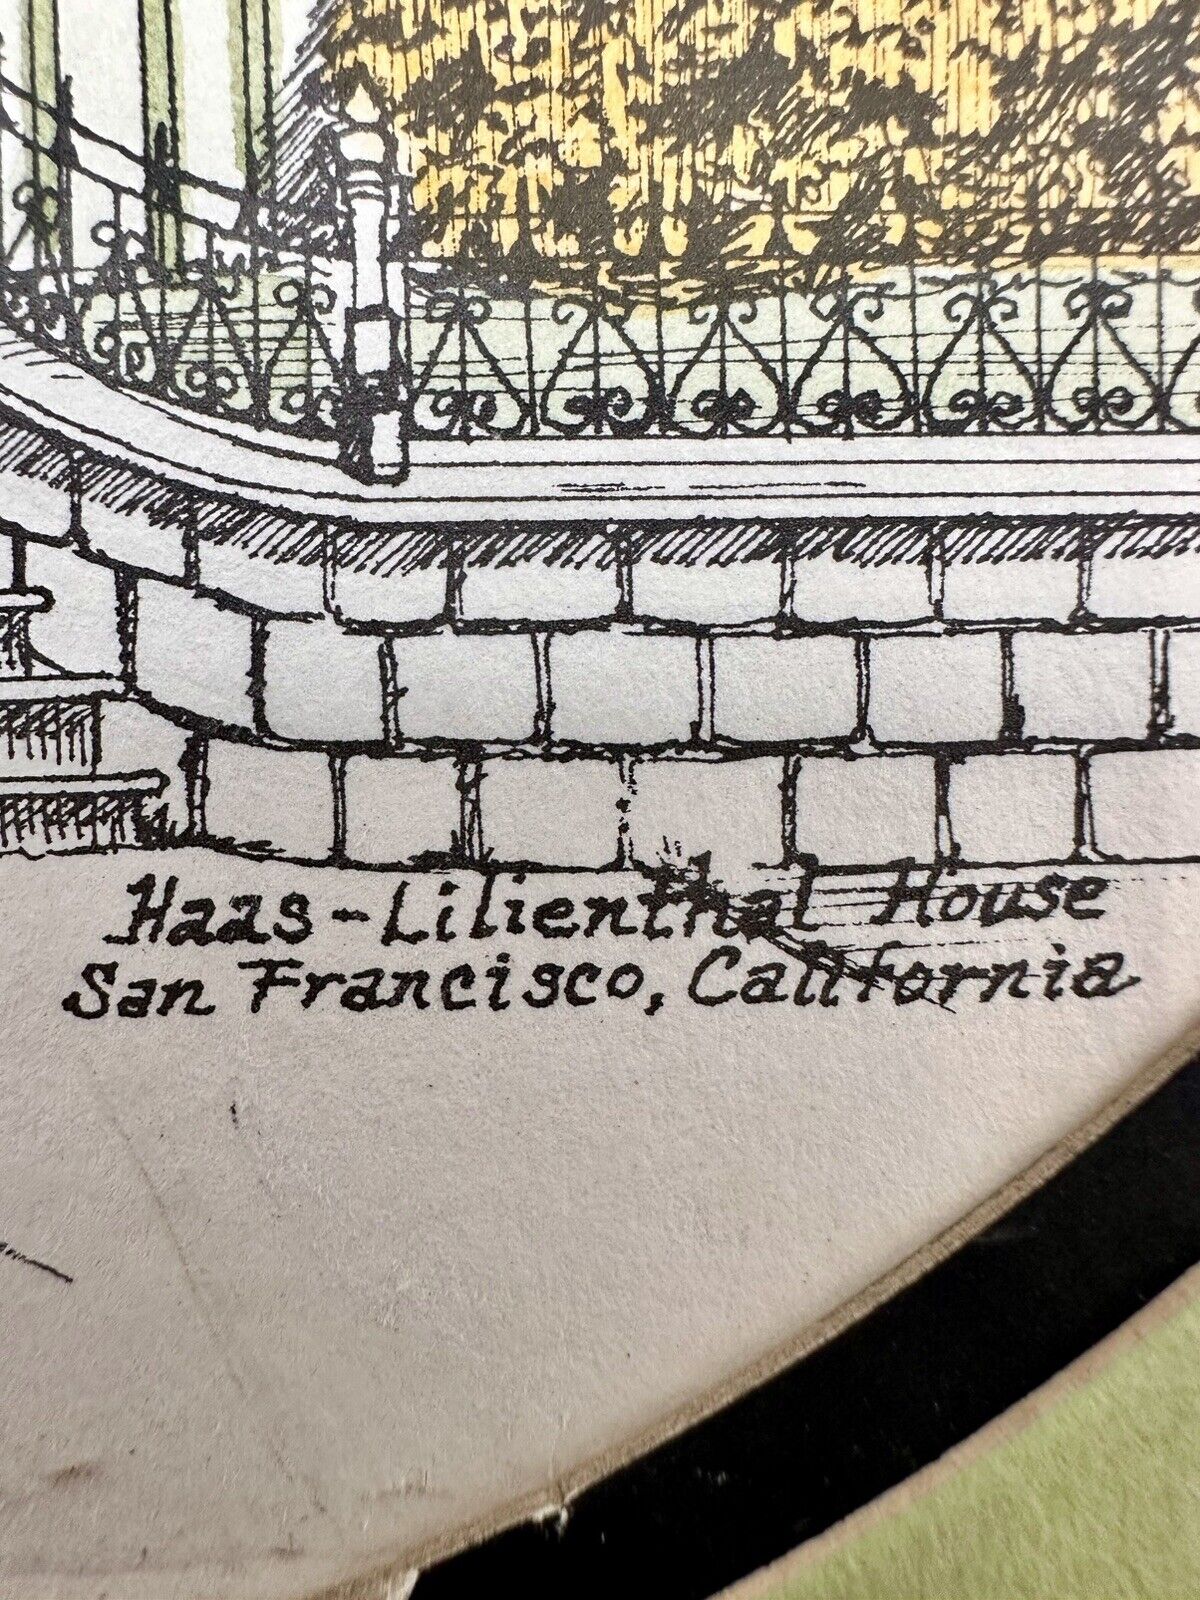 Haas-Lilienthal House
San Francisco, California